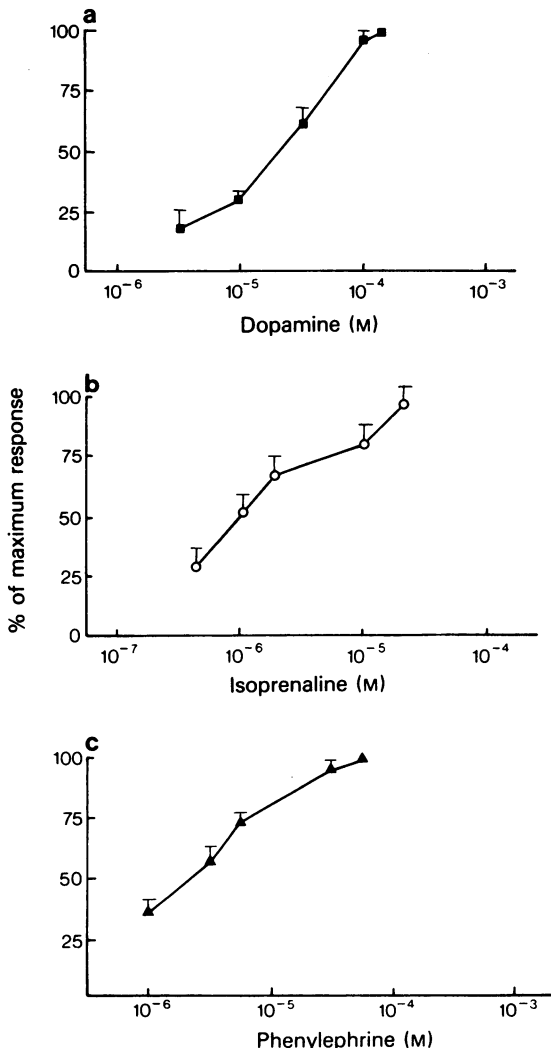 a
100
75
50
25
0
10⁻⁶ 10⁻⁵ 10⁻⁴ 10⁻³
Dopamine (M)
% of maximum response
b
100
75
50
25
0
10⁻⁷ 10⁻⁶ 10⁻⁵ 10⁻⁴
Isoprenaline (M)
c
100
75
50
25
10⁻⁶ 10⁻⁵ 10⁻⁴ 10⁻³
Phenylephrine (M)